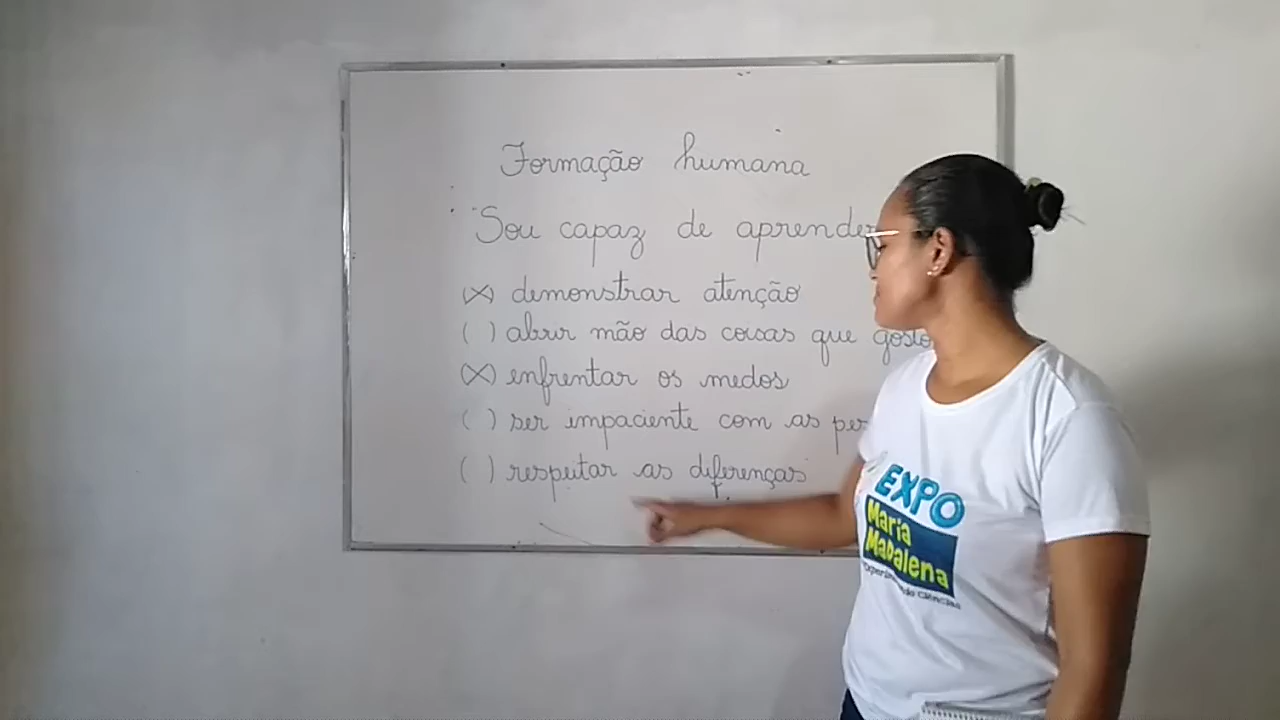 Formação humana
Sou capaz de aprender
(X) demonstrar atenção
( ) abrir mão das coisas que gosto
(X) enfrentar os medos
( ) ser impaciente com as
( ) respeitar as diferenças
EXPO
Maria
Madalena